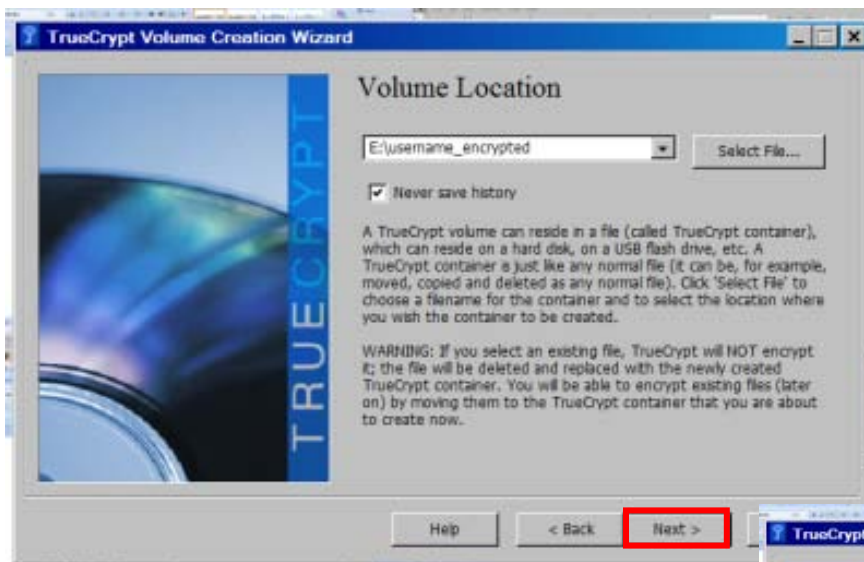 TrueCrypt Volume Creation Wizard
Volume Location
TRUECRYPT
E:\username_encrypted
Select File...
Never save history
A TrueCrypt volume can reside in a file (called TrueCrypt container),
which can reside on a hard disk, on a USB flash drive, etc. A
TrueCrypt container is just like any normal file (it can be, for example,
moved, copied and deleted as any normal file). Click 'Select File' to
choose a filename for the container and to select the location where
you wish the container to be created.
WARNING: If you select an existing file, TrueCrypt will NOT encrypt
it; the file will be deleted and replaced with the newly created
TrueCrypt container. You will be able to encrypt existing files (later
on) by moving them to the TrueCrypt container that you are about
to create now.
Help
< Back
Next >
TrueCrypt